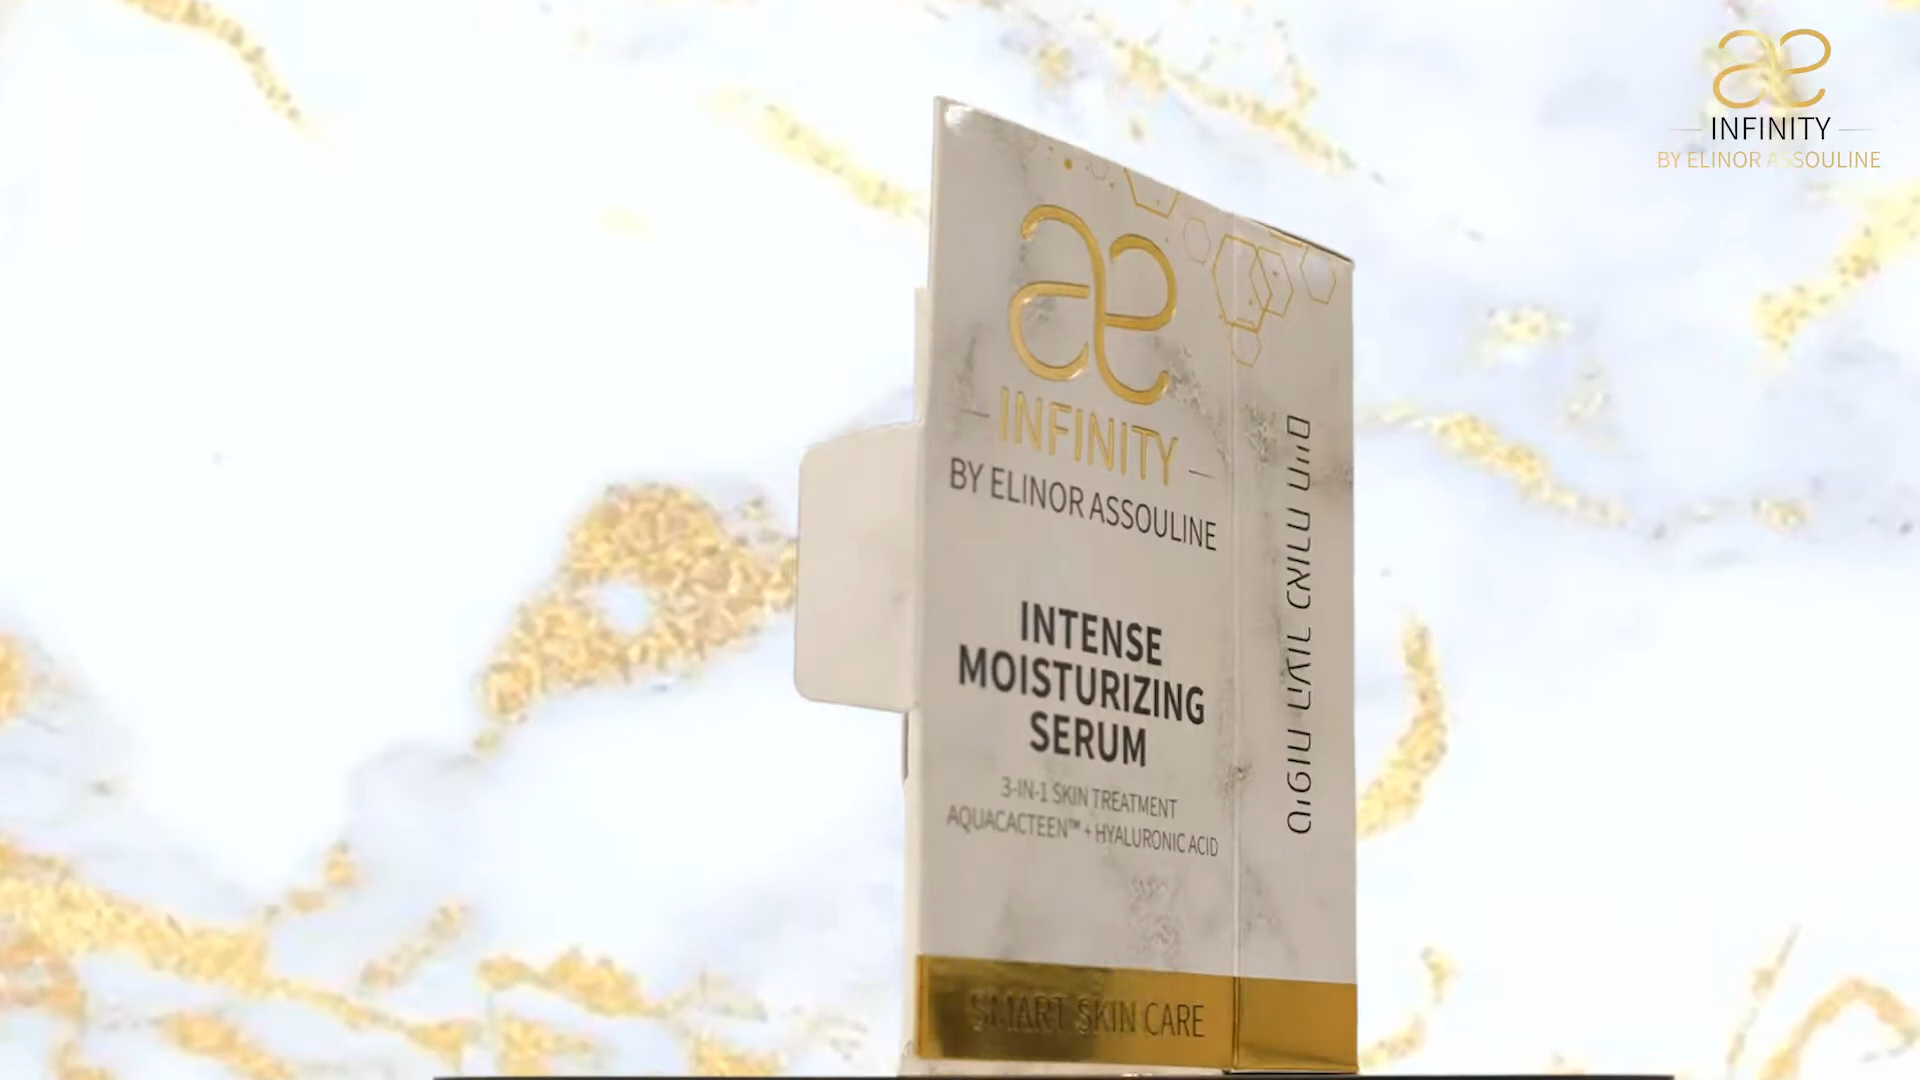 INFINITY
BY ELINOR ASSOULINE
INFINITY
BY ELINOR ASSOULINE
INTENSE
MOISTURIZING
SERUM
3-IN-1 SKIN TREATMENT
AQUACACTEEN™ + HYALURONIC ACID
SMART SKIN CARE